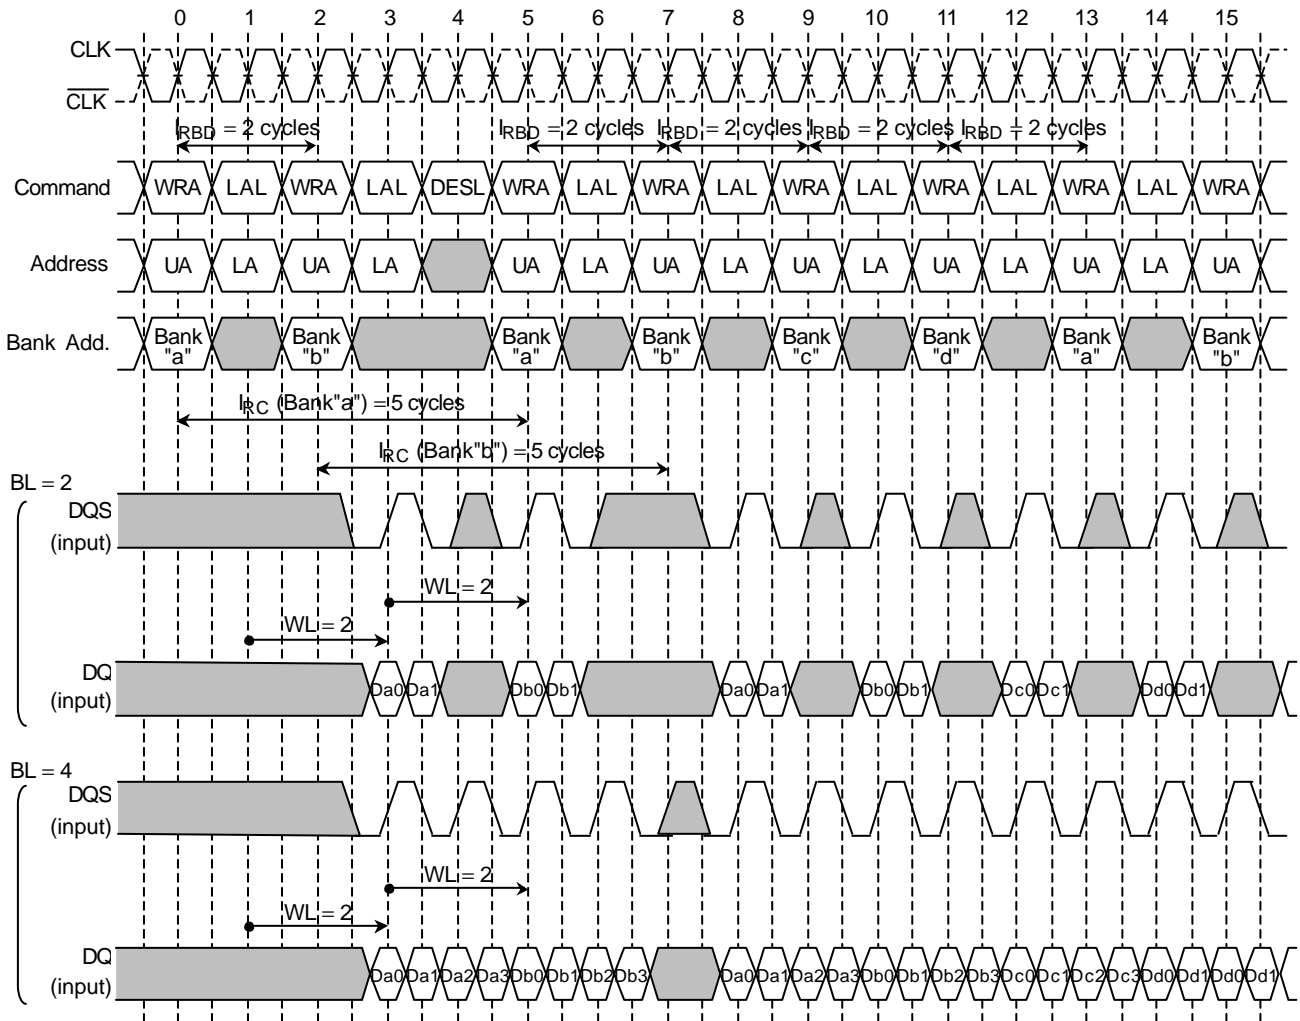 0 1 2 3 4 5 6 7 8 9 10 11 12 13 14 15
CLK
CLK
IRBD = 2 cycles IRBD = 2 cycles IRBD = 2 cycles IRBD = 2 cycles IRBD = 2 cycles
Command WRA LAL WRA LAL DESL WRA LAL WRA LAL WRA LAL WRA LAL WRA LAL WRA
Address UA LA UA LA UA LA UA LA UA LA UA LA UA LA UA
Bank Add. Bank "a" Bank "b" Bank "a" Bank "b" Bank "c" Bank "d" Bank "a" Bank "b"
IRC (Bank"a") = 5 cycles
IRC (Bank"b") = 5 cycles
BL = 2
DQS
(input)
WL = 2
WL = 2
DQ
(input)
Da0 Da1 Db0 Db1 Da0 Da1 Db0 Db1 Dc0 Dc1 Dd0 Dd1
BL = 4
DQS
(input)
WL = 2
WL = 2
DQ
(input)
Da0 Da1 Da2 Da3 Db0 Db1 Db2 Db3 Da0 Da1 Da2 Da3 Db0 Db1 Db2 Db3 Dc0 Dc1 Dc2 Dc3 Dd0 Dd1 Dd0 Dd1